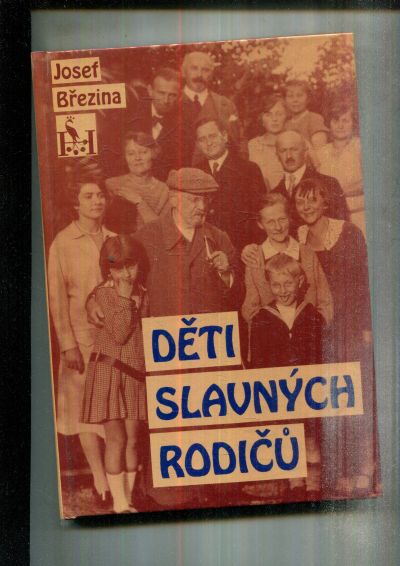 Josef
Březina
DĚTI
SLAVNÝCH
RODIČŮ